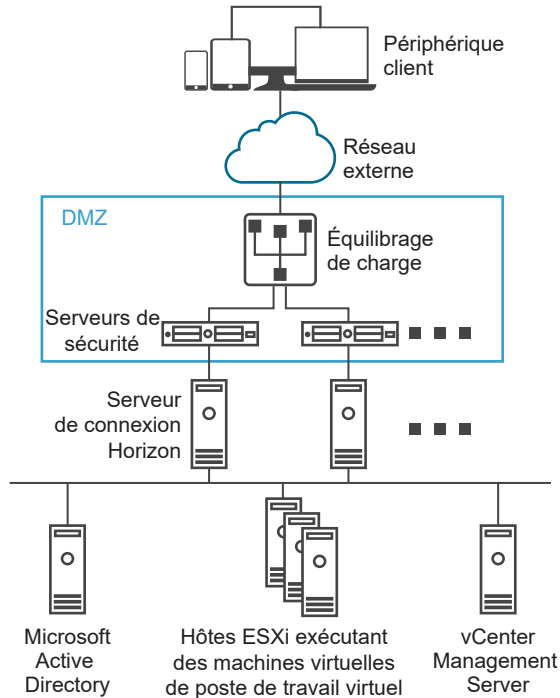 Périphérique
client
Réseau
externe
DMZ
Équilibrage
de charge
Serveurs de
sécurité
Serveur
de connexion
Horizon
Microsoft
Active
Directory
Hôtes ESXi exécutant
des machines virtuelles
de poste de travail virtuel
vCenter
Management
Server